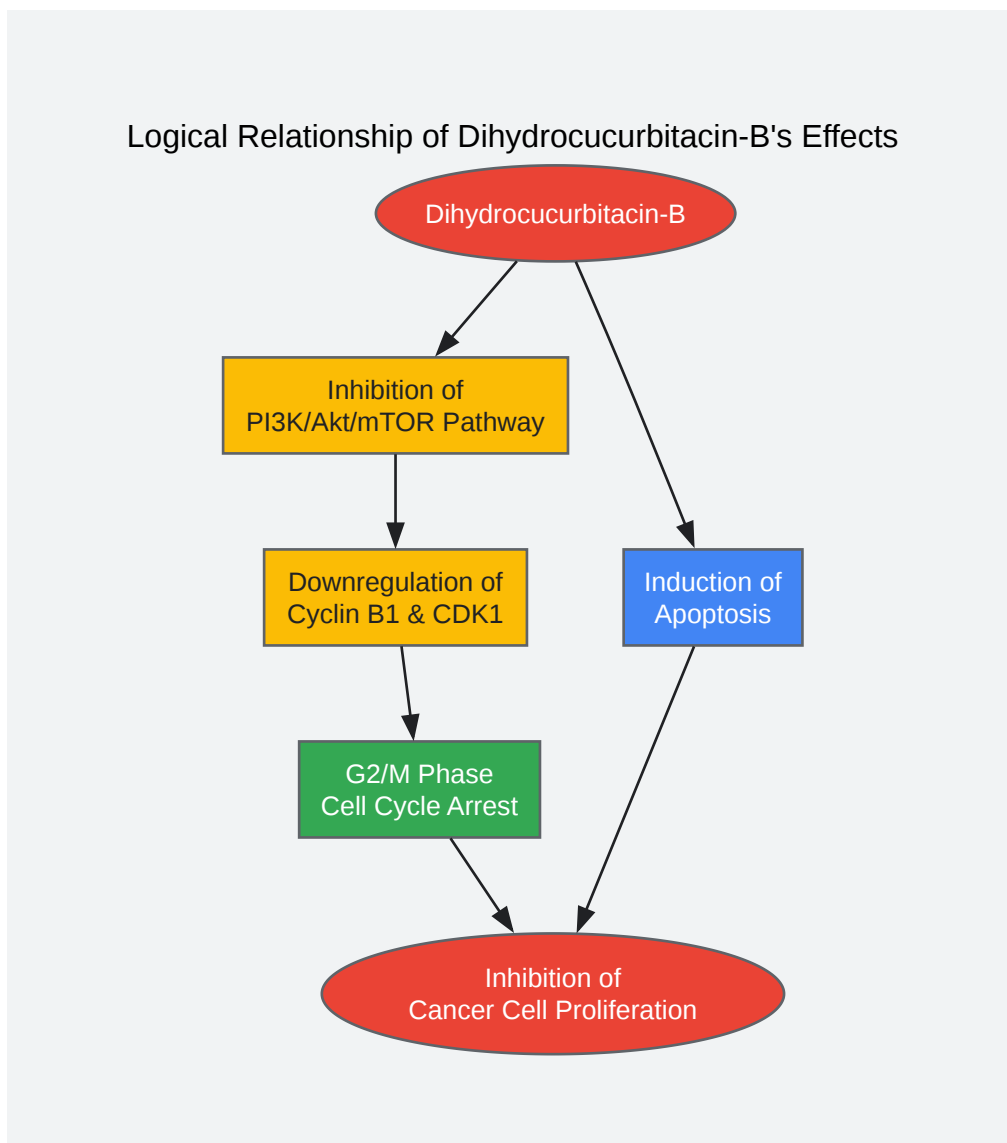 Logical Relationship of Dihydrocucurbitacin-B's Effects
Dihydrocucurbitacin-B
Inhibition of
PI3K/Akt/mTOR Pathway
Downregulation of
Cyclin B1 & CDK1
Induction of
Apoptosis
G2/M Phase
Cell Cycle Arrest
Inhibition of
Cancer Cell Proliferation